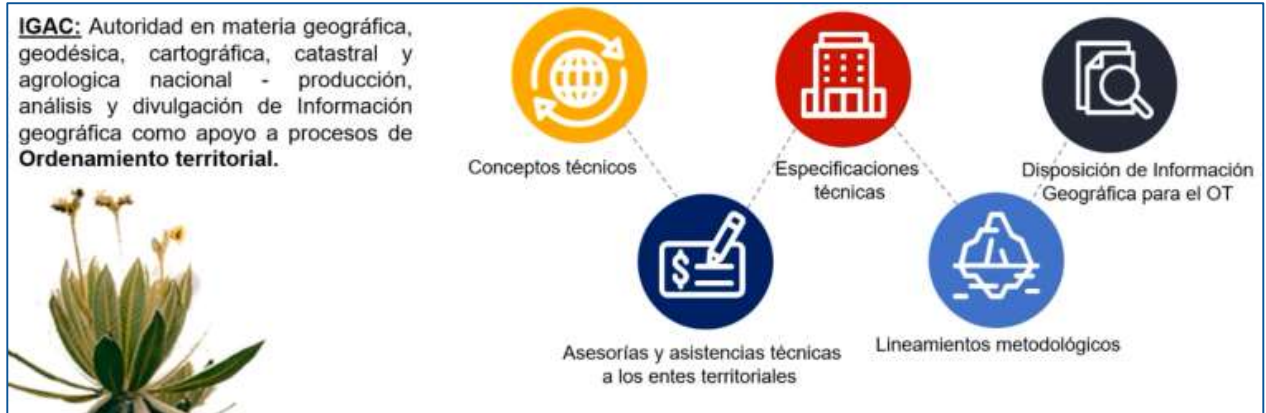 IGAC: Autoridad en materia geográfica,
geodésica, cartográfica, catastral y
agrologica nacional - producción,
análisis y divulgación de Información
geográfica como apoyo a procesos de
Ordenamiento territorial.
Conceptos técnicos
Especificaciones
técnicas
Disposición de Información
Geográfica para el OT
$
Asesorías y asistencias técnicas
a los entes territoriales
Lineamientos metodológicos